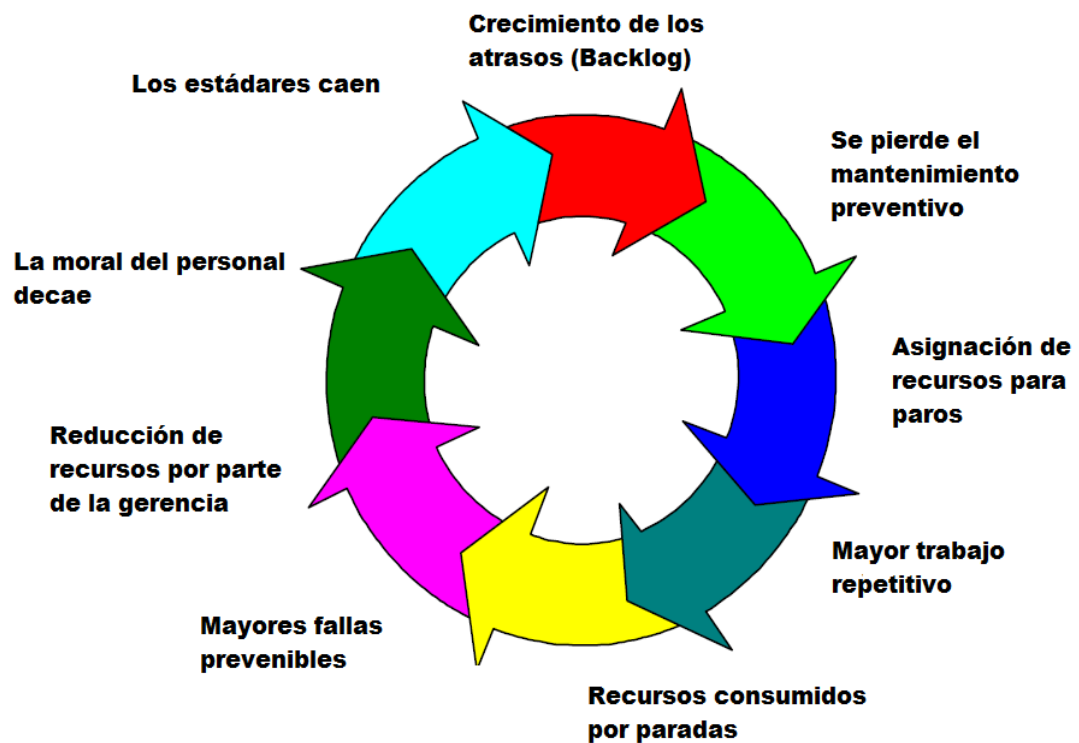 Crecimiento de los
atrasos (Backlog)
Se pierde el
mantenimiento
preventivo
Asignación de
recursos para
paros
Mayor trabajo
repetitivo
Recursos consumidos
por paradas
Mayores fallas
prevenibles
Reducción de
recursos por parte
de la gerencia
La moral del personal
decae
Los estádares caen